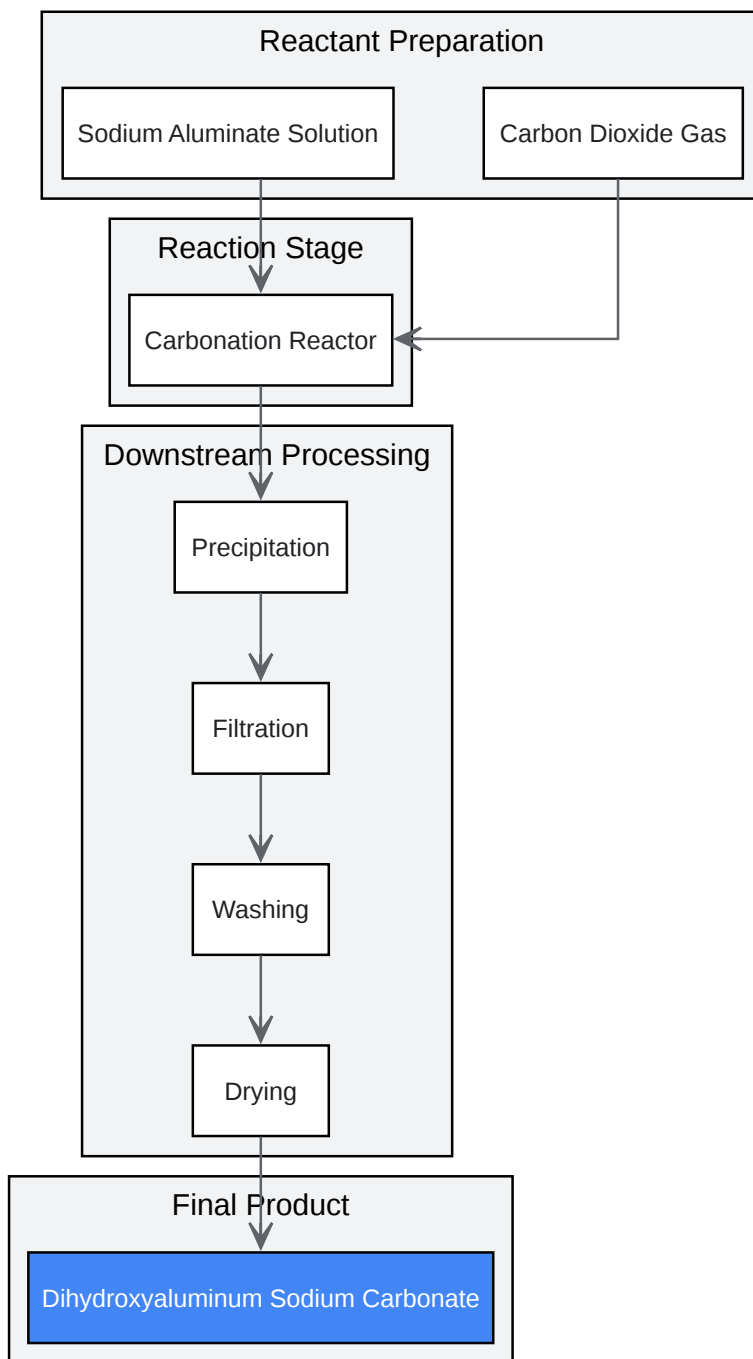 Reactant Preparation
Sodium Aluminate Solution
Carbon Dioxide Gas
Reaction Stage
Carbonation Reactor
Downstream Processing
Precipitation
Filtration
Washing
Drying
Final Product
Dihydroxyaluminum Sodium Carbonate